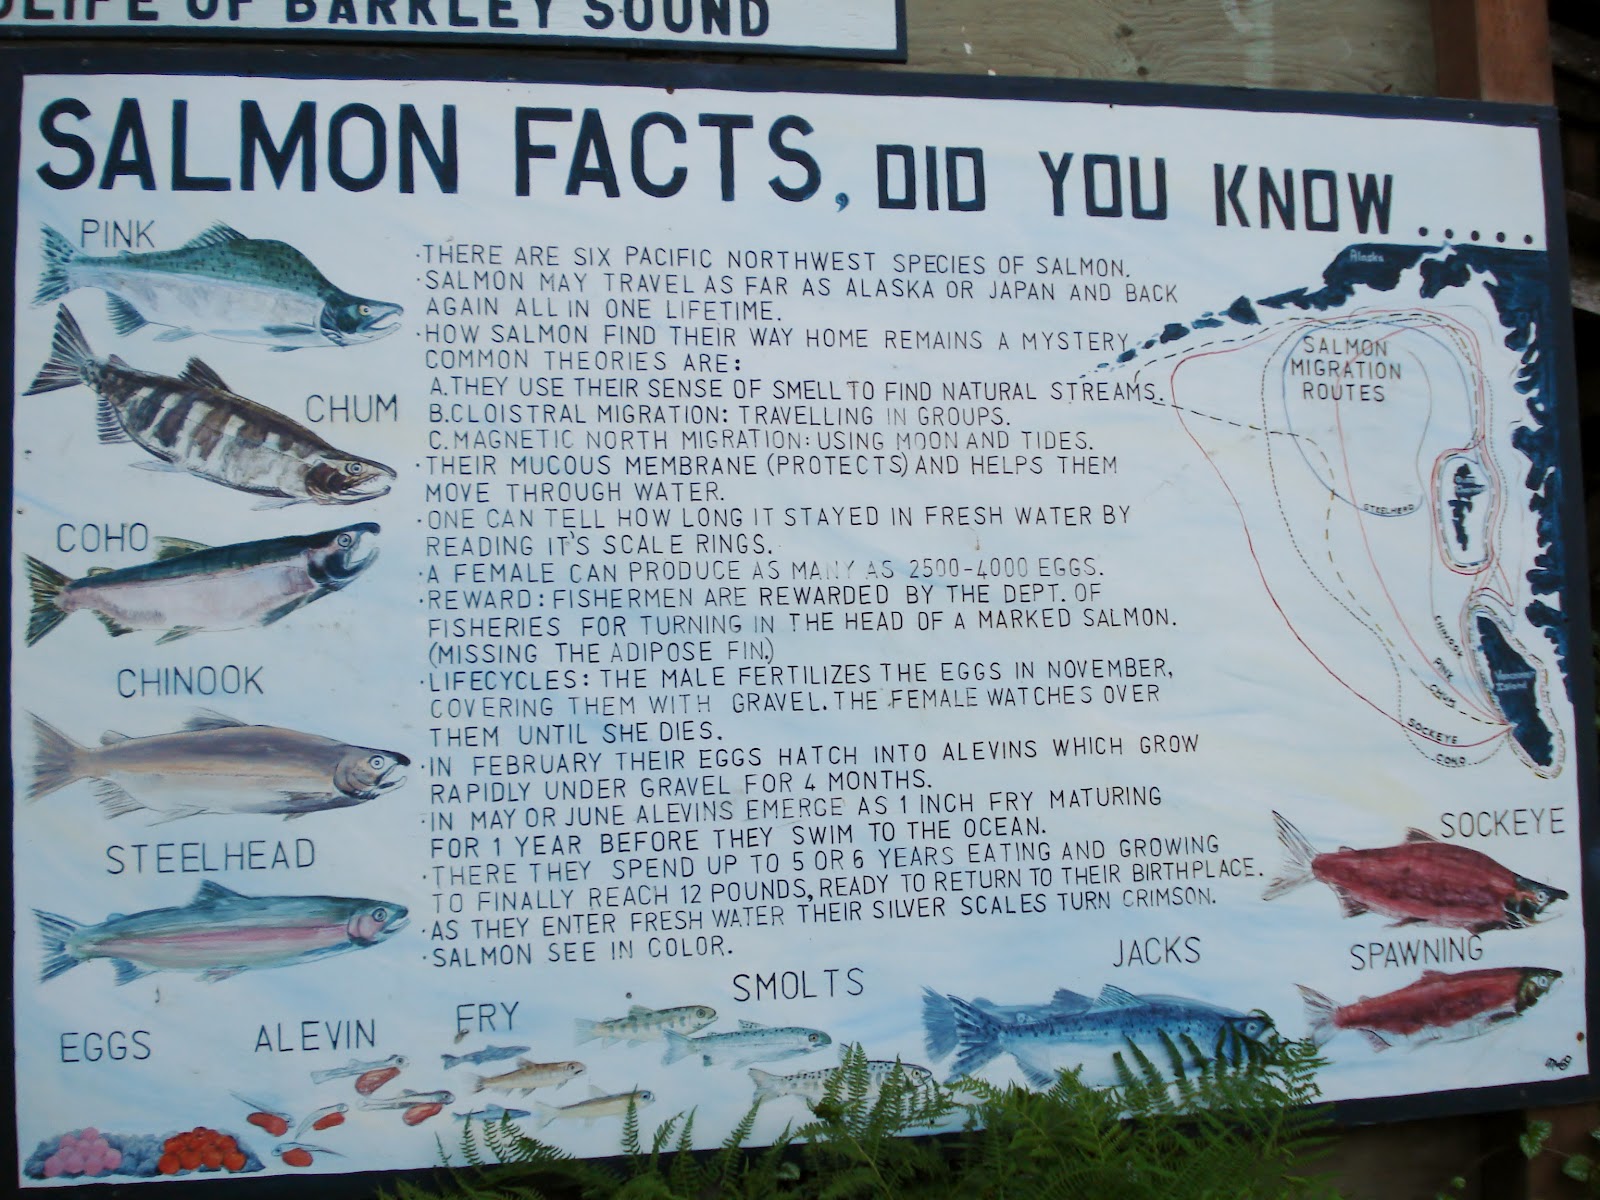 LIFE OF BARKLEY SOUND
SALMON FACTS, DID YOU KNOW.....
PINK
CHUM
COHO
CHINOOK
STEELHEAD
·THERE ARE SIX PACIFIC NORTHWEST SPECIES OF SALMON.
·SALMON MAY TRAVEL AS FAR AS ALASKA OR JAPAN AND BACK
AGAIN ALL IN ONE LIFETIME.
·HOW SALMON FIND THEIR WAY HOME REMAINS A MYSTERY
COMMON THEORIES ARE:
A.THEY USE THEIR SENSE OF SMELL TO FIND NATURAL STREAMS.
B.CLOISTRAL MIGRATION: TRAVELLING IN GROUPS.
C.MAGNETIC NORTH MIGRATION: USING MOON AND TIDES.
·THEIR MUCOUS MEMBRANE (PROTECTS) AND HELPS THEM
MOVE THROUGH WATER.
·ONE CAN TELL HOW LONG IT STAYED IN FRESH WATER BY
READING IT'S SCALE RINGS.
·A FEMALE CAN PRODUCE AS MANY AS 2500-4000 EGGS.
·REWARD: FISHERMEN ARE REWARDED BY THE DEPT. OF
FISHERIES FOR TURNING IN THE HEAD OF A MARKED SALMON.
(MISSING THE ADIPOSE FIN.)
·LIFECYCLES: THE MALE FERTILIZES THE EGGS IN NOVEMBER,
COVERING THEM WITH GRAVEL. THE FEMALE WATCHES OVER
THEM UNTIL SHE DIES.
·IN FEBRUARY THEIR EGGS HATCH INTO ALEVINS WHICH GROW
RAPIDLY UNDER GRAVEL FOR 4 MONTHS.
·IN MAY OR JUNE ALEVINS EMERGE AS 1 INCH FRY MATURING
FOR 1 YEAR BEFORE THEY SWIM TO THE OCEAN.
·THERE THEY SPEND UP TO 5 OR 6 YEARS EATING AND GROWING
TO FINALLY REACH 12 POUNDS, READY TO RETURN TO THEIR BIRTHPLACE.
·AS THEY ENTER FRESH WATER THEIR SILVER SCALES TURN CRIMSON.
·SALMON SEE IN COLOR.
Alaska
SALMON
MIGRATION
ROUTES
STEELHEAD
CHINOOK
PINK
CHUM
SOCKEYE
COHO
SOCKEYE
SPAWNING
JACKS
SMOLTS
FRY
ALEVIN
EGGS